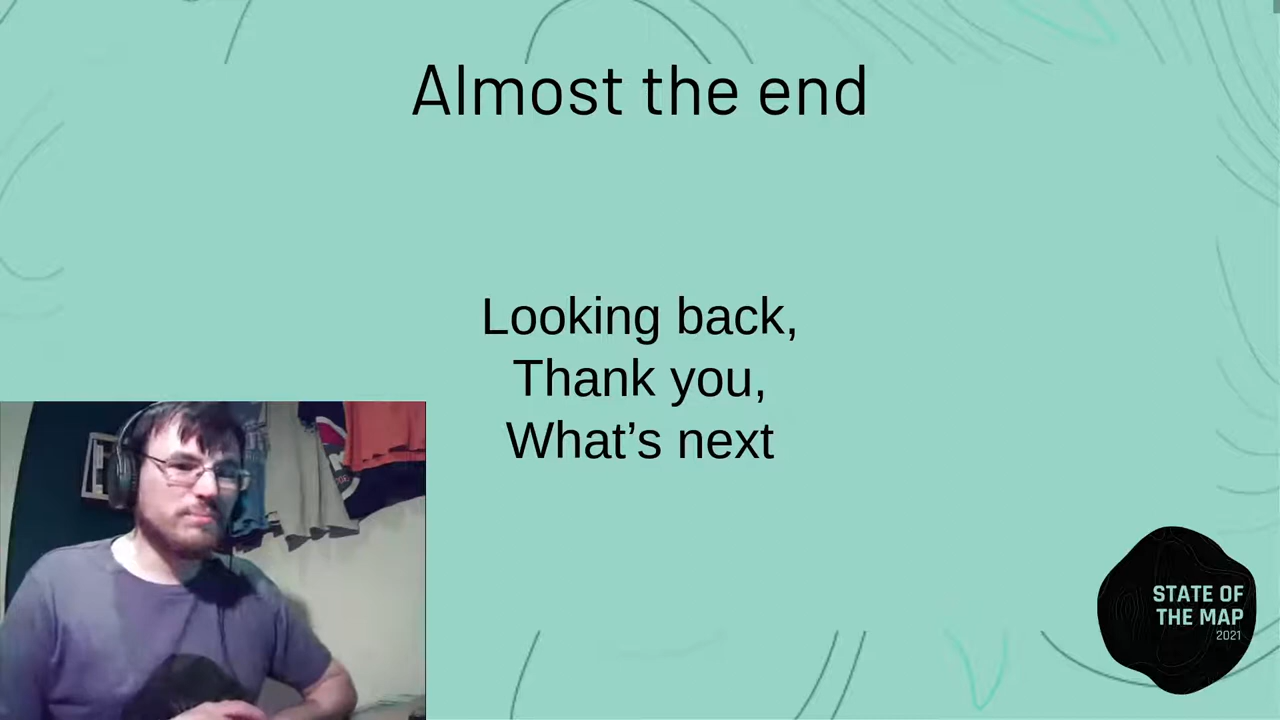 Almost the end
Looking back,
Thank you,
What’s next
STATE OF
THE MAP
2021